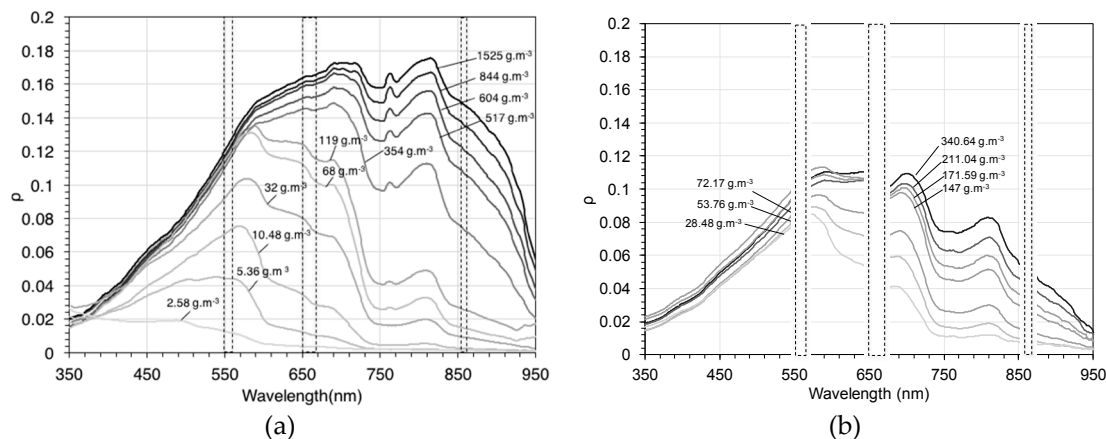 0.2
0.18
0.16
0.14
0.12
0.1
0.08
0.06
0.04
0.02
0
ρ
1525 g.m-3
844 g.m-3
604 g.m-3
517 g.m-3
354 g.m-3
119 g.m-3
68 g.m-3
32 g.m-3
10.48 g.m-3
5.36 g.m-3
2.58 g.m-3
350 450 550 650 750 850 950
Wavelength(nm)
(a)
0.2
0.18
0.16
0.14
0.12
0.1
0.08
0.06
0.04
0.02
0
ρ
340.64 g.m-3
211.04 g.m-3
171.59 g.m-3
147 g.m-3
72.17 g.m-3
53.76 g.m-3
28.48 g.m-3
350 450 550 650 750 850 950
Wavelength (nm)
(b)